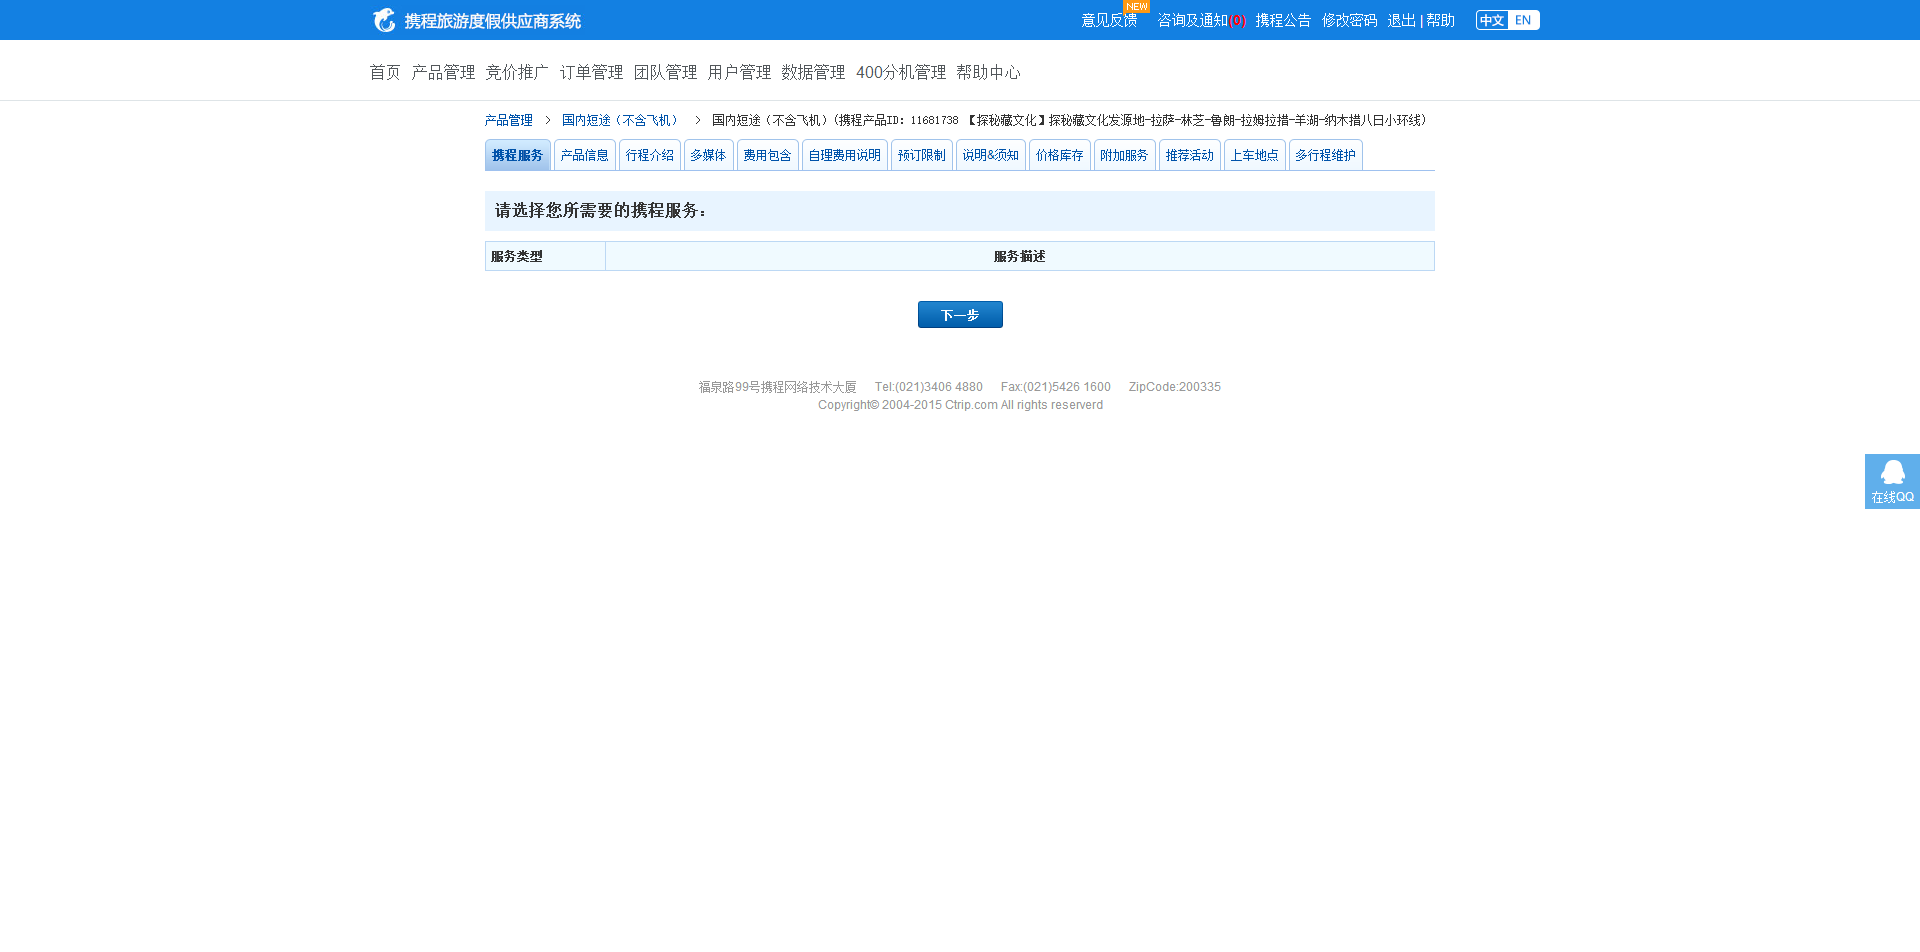 携程旅游度假供应商系统
意见反馈 NEW 咨询及通知(0) 携程公告 修改密码 退出 | 帮助 中文 EN
首页 产品管理 竞价推广 订单管理 团队管理 用户管理 数据管理 400分机管理 帮助中心
产品管理 > 国内短途（不含飞机） > 国内短途（不含飞机）(携程产品ID: 11681738 【探秘藏文化】探秘藏文化发源地-拉萨-林芝-鲁朗-拉姆拉措-羊湖-纳木措八日小环线)
携程服务 产品信息 行程介绍 多媒体 费用包含 自理费用说明 预订限制 说明&须知 价格库存 附加服务 推荐活动 上车地点 多行程维护
请选择您所需要的携程服务：
服务类型 服务描述
下一步
福泉路99号携程网络技术大厦 Tel:(021)3406 4880 Fax:(021)5426 1600 ZipCode:200335
Copyright© 2004-2015 Ctrip.com All rights reserverd
在线QQ